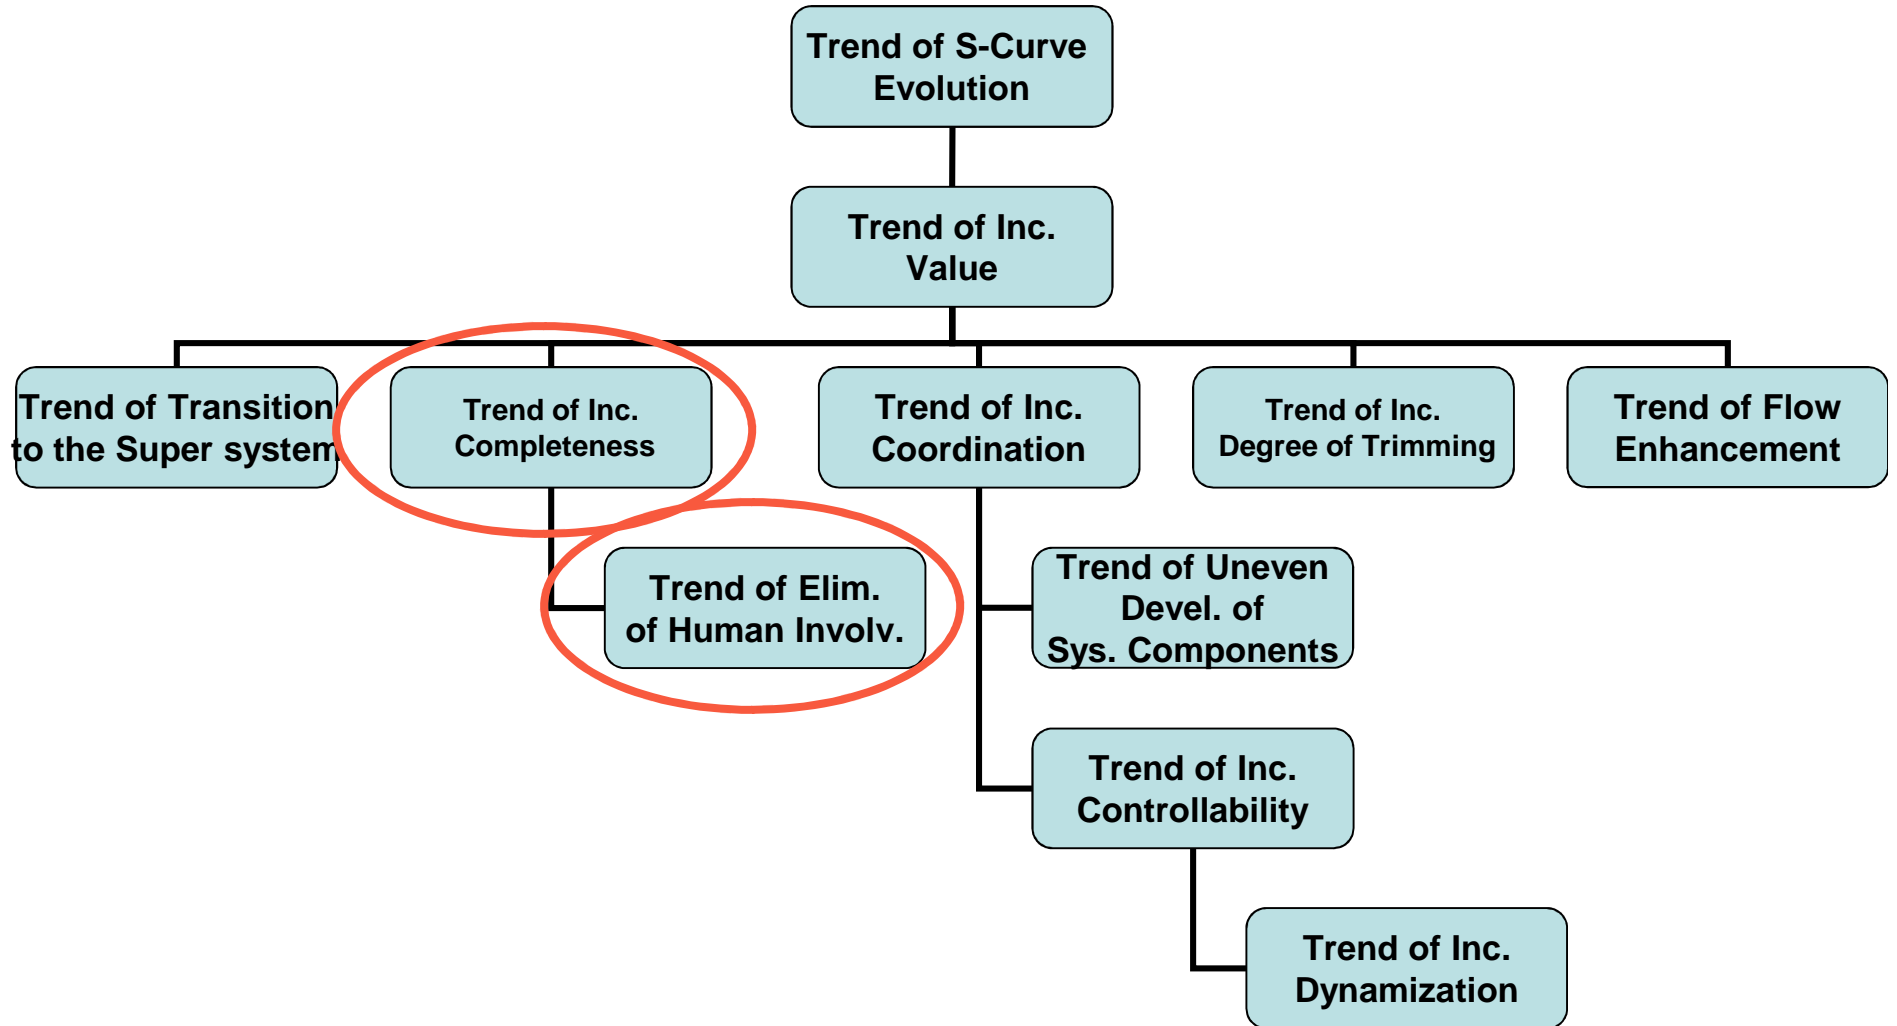 Trend of S-Curve
Evolution
Trend of Inc.
Value
Trend of Transition
to the Super system
Trend of Inc.
Completeness
Trend of Inc.
Coordination
Trend of Inc.
Degree of Trimming
Trend of Flow
Enhancement
Trend of Elim.
of Human Involv.
Trend of Uneven
Devel. of
Sys. Components
Trend of Inc.
Controllability
Trend of Inc.
Dynamization